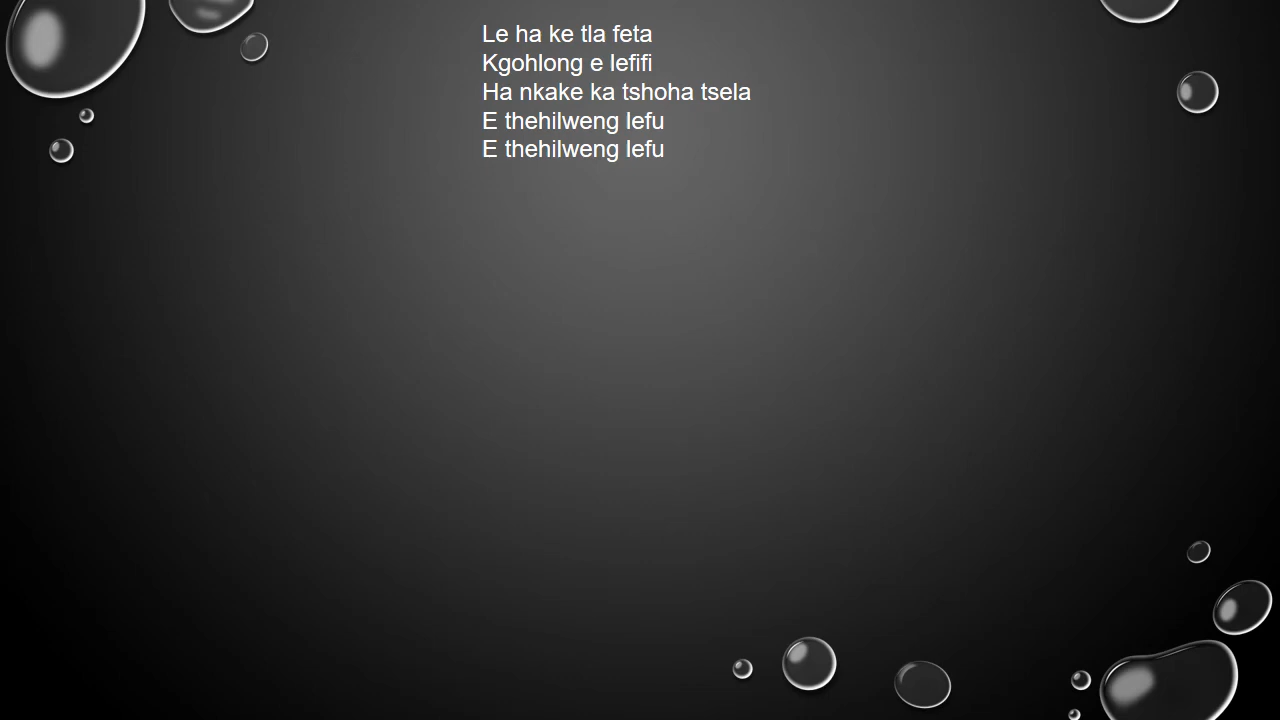 Le ha ke tla feta
Kgohlong e lefifi
Ha nkake ka tshoha tsela
E thehilweng lefu
E thehilweng lefu